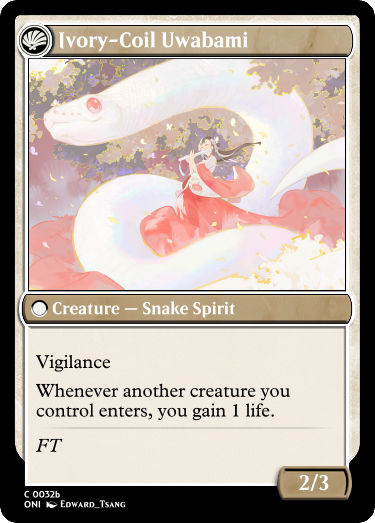 Ivory-Coil Uwabami
Creature — Snake Spirit
Vigilance
Whenever another creature you
control enters, you gain 1 life.
FT
2/3
C 0032b
ONI Edward_Tsang